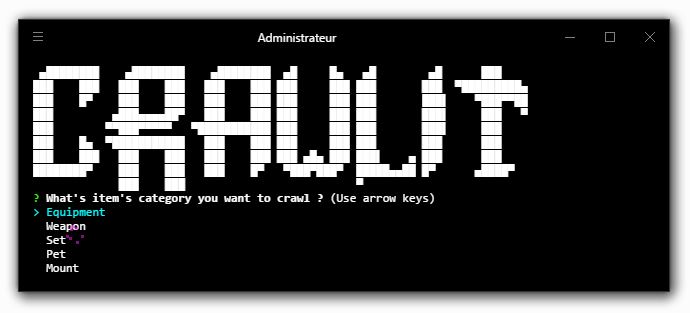 Administrateur
CRAWLIT
? What's item's category you want to crawl ? (Use arrow keys)
> Equipment
Weapon
Set
Pet
Mount